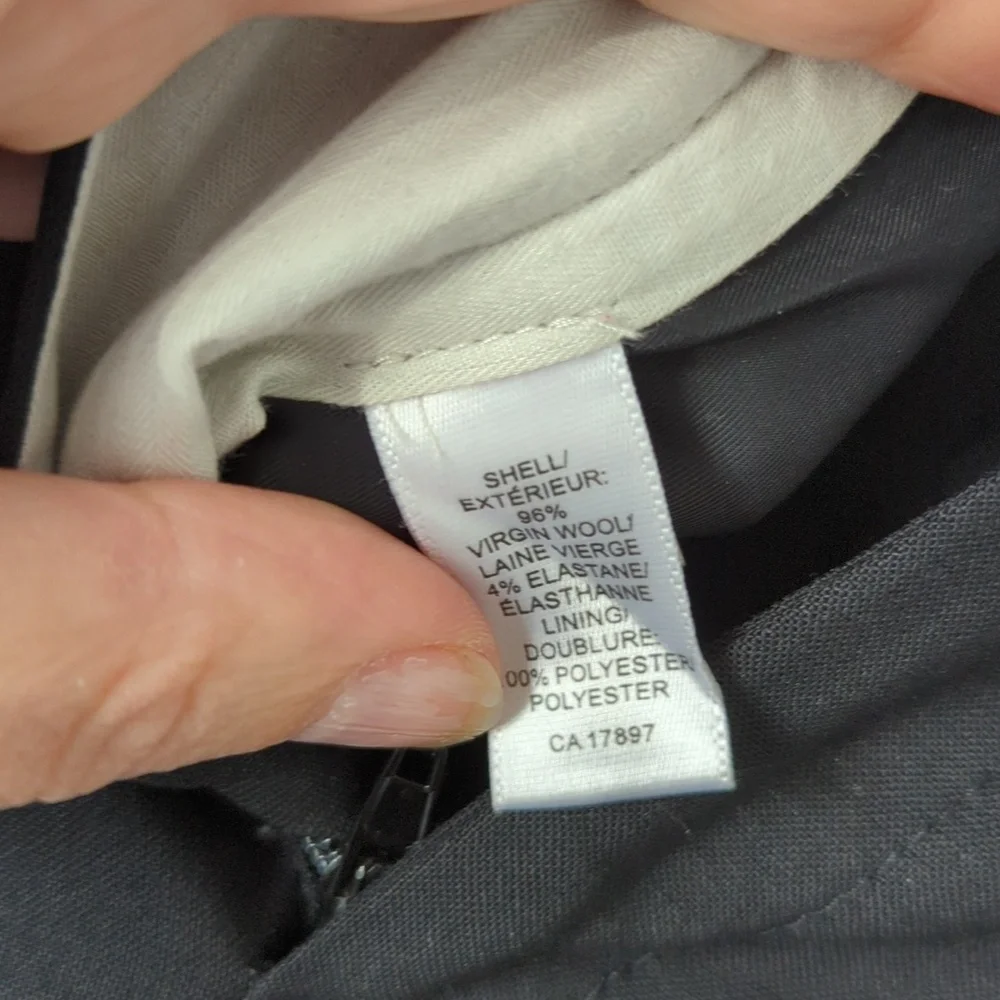 SHELL/
EXTÉRIEUR:
96%
VIRGIN WOOL/
LAINE VIERGE
4% ELASTANE/
ÉLASTHANNE
LINING/
DOUBLURE:
00% POLYESTER/
POLYESTER
CA 17897